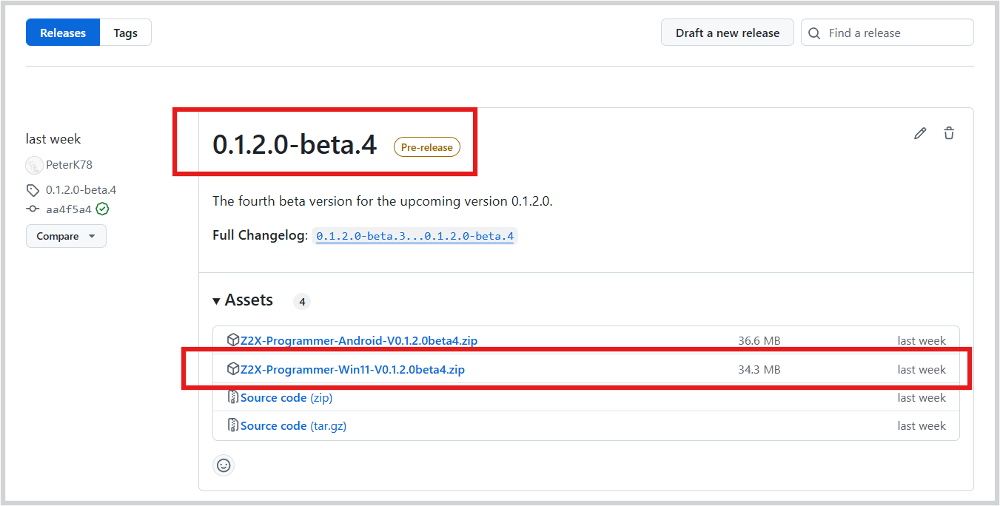 Releases
Tags
Draft a new release
Find a release
last week
PeterK78
0.1.2.0-beta.4
aa4f5a4
Compare
0.1.2.0-beta.4 Pre-release
The fourth beta version for the upcoming version 0.1.2.0.
Full Changelog: 0.1.2.0-beta.3...0.1.2.0-beta.4
Assets 4
Z2X-Programmer-Android-V0.1.2.0beta4.zip 36.6 MB last week
Z2X-Programmer-Win11-V0.1.2.0beta4.zip 34.3 MB last week
Source code (zip) last week
Source code (tar.gz) last week